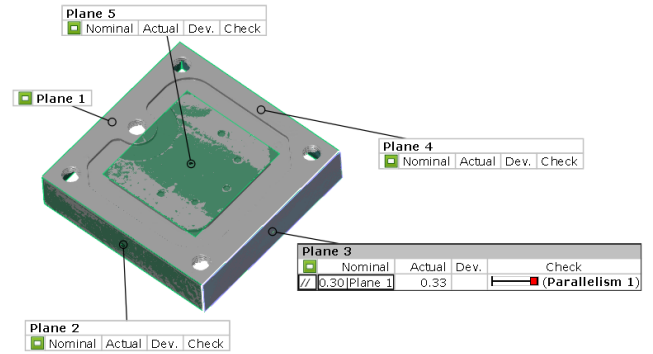 Plane 5
Nominal Actual Dev. Check
Plane 1
Plane 4
Nominal Actual Dev. Check
Plane 3
Nominal Actual Dev. Check
// 0.30|Plane 1 0.33 (Parallelism 1)
Plane 2
Nominal Actual Dev. Check